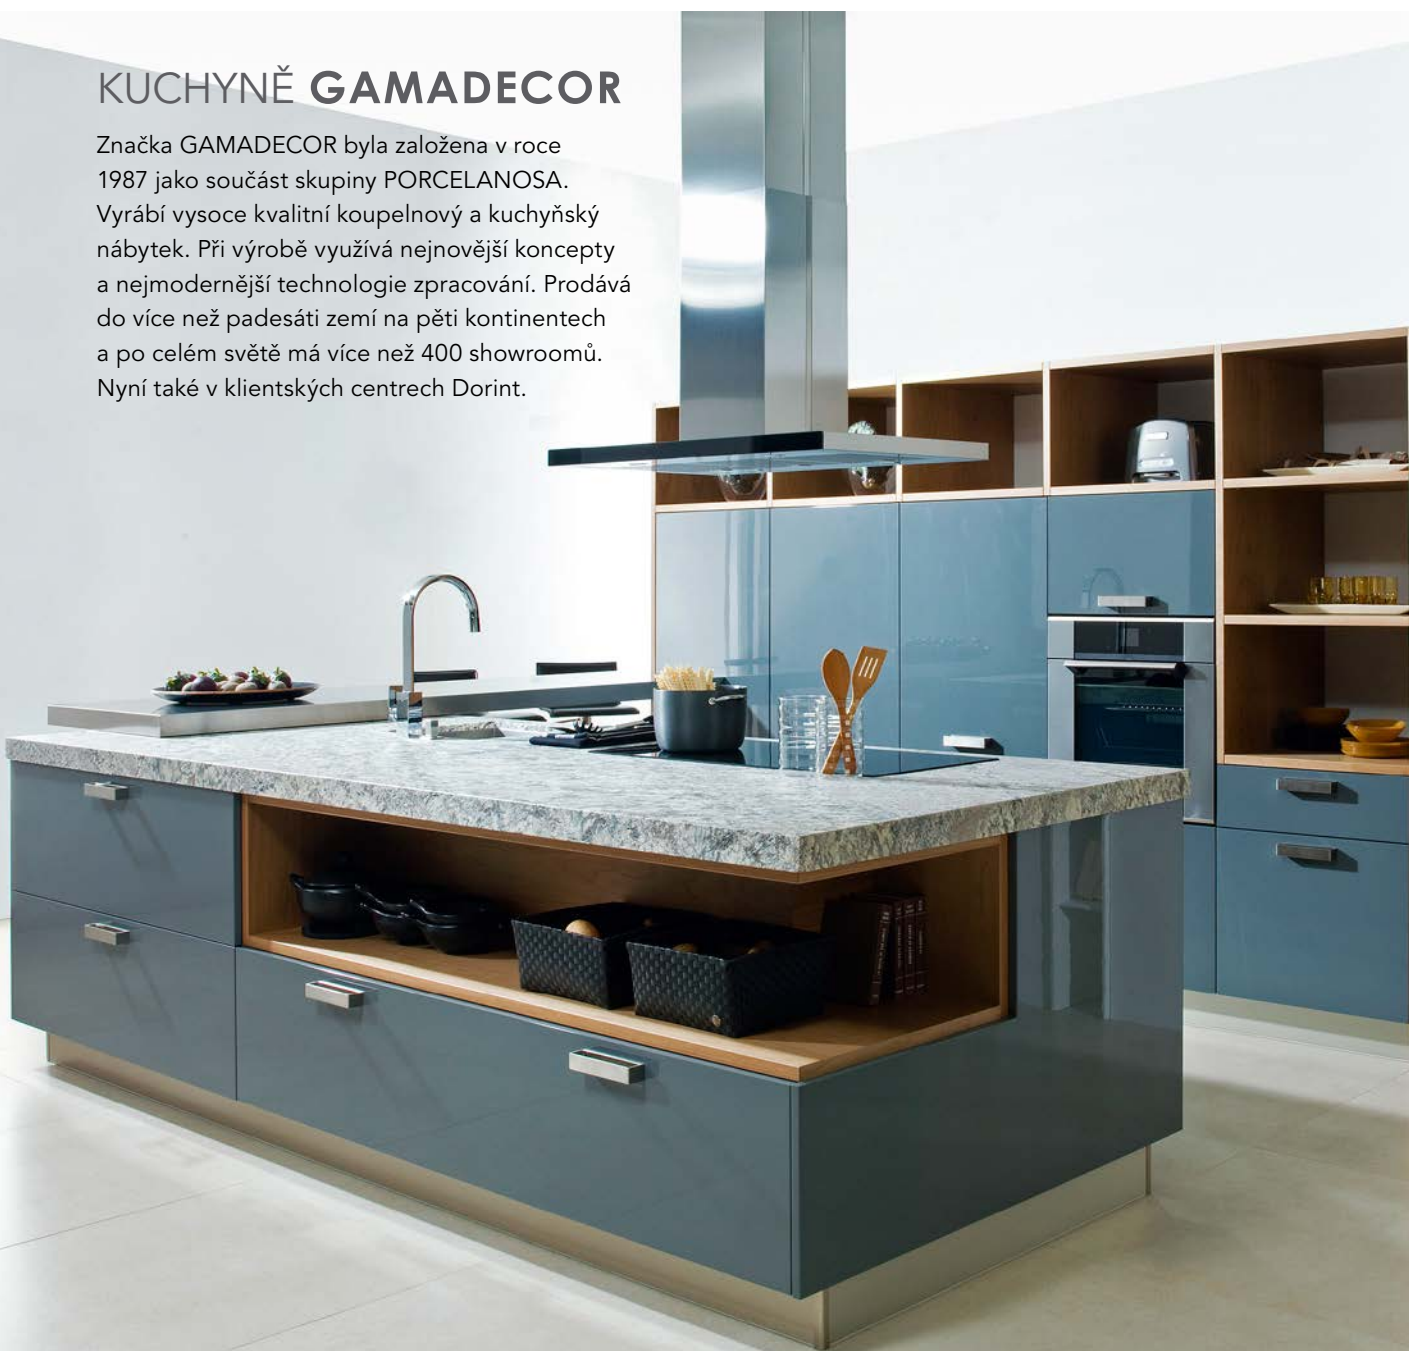 KUCHYNĚ GAMADECOR
Značka GAMADECOR byla založena v roce
1987 jako součást skupiny PORCELANOSA.
Vyrábí vysoce kvalitní koupelnový a kuchyňský
nábytek. Při výrobě využívá nejnovější koncepty
a nejmodernější technologie zpracování. Prodává
do více než padesáti zemí na pěti kontinentech
a po celém světě má více než 400 showroomů.
Nyní také v klientských centrech Dorint.